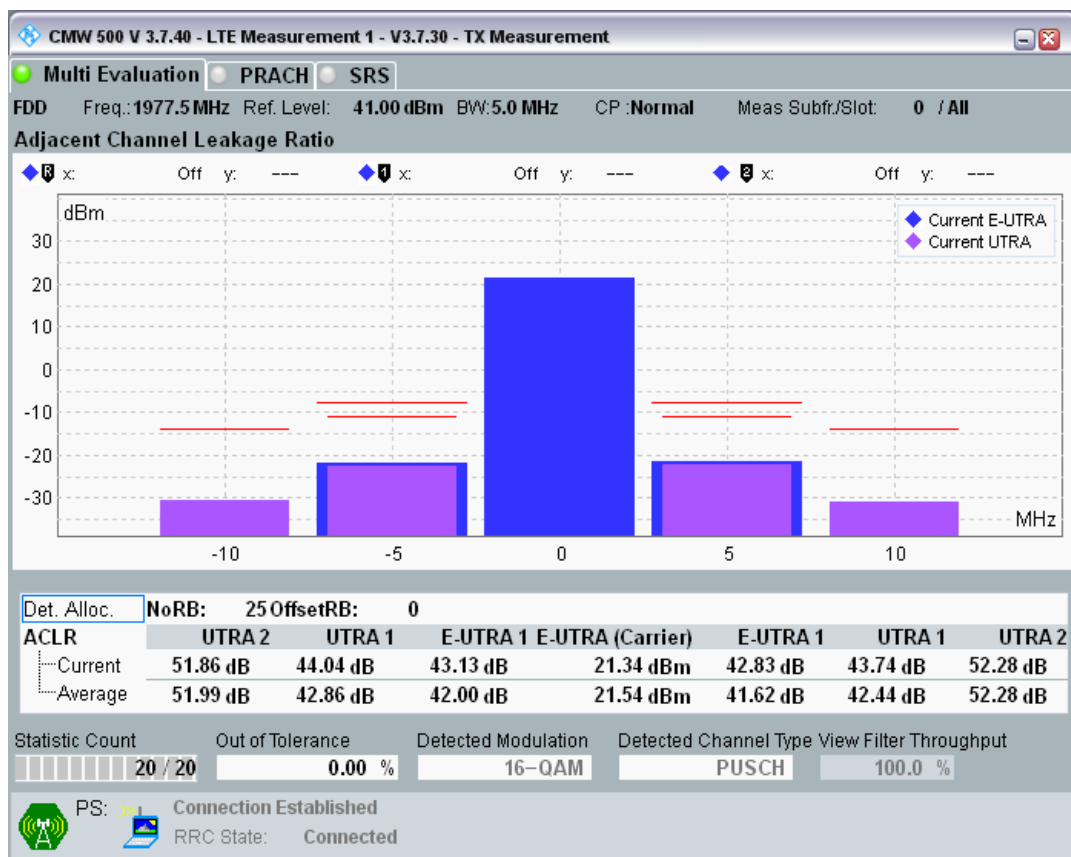 CMW 500 V 3.7.40 - LTE Measurement 1 - V3.7.30 - TX Measurement
Multi Evaluation PRACH SRS
FDD Freq.:1977.5 MHz Ref. Level: 41.00 dBm BW:5.0 MHz CP :Normal Meas Subfr./Slot: 0 / All
Adjacent Channel Leakage Ratio
R x: Off y: --- 1 x: Off y: --- 2 x: Off y: ---
dBm
Current E-UTRA
Current UTRA
30
20
10
0
-10
-20
-30
MHz
-10 -5 0 5 10
Det. Alloc. NoRB: 25 OffsetRB: 0
ACLR UTRA 2 UTRA 1 E-UTRA 1 E-UTRA (Carrier) E-UTRA 1 UTRA 1 UTRA 2
Current 51.86 dB 44.04 dB 43.13 dB 21.34 dBm 42.83 dB 43.74 dB 52.28 dB
Average 51.99 dB 42.86 dB 42.00 dB 21.54 dBm 41.62 dB 42.44 dB 52.28 dB
Statistic Count Out of Tolerance Detected Modulation Detected Channel Type View Filter Throughput
20 / 20 0.00 % 16-QAM PUSCH 100.0 %
PS: Connection Established
RRC State: Connected